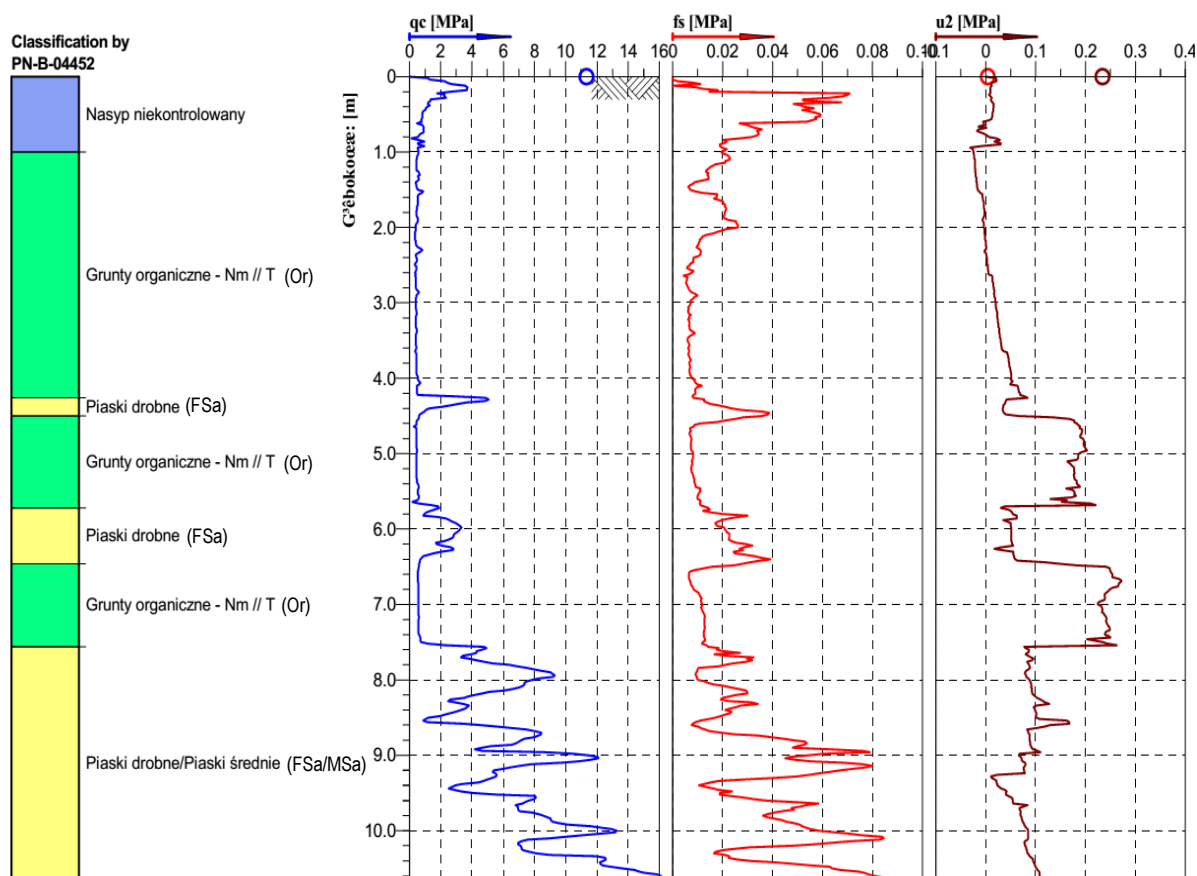 Classification by
PN-B-04452
Nasyp niekontrolowany
Grunty organiczne - Nm // T (Or)
Piaski drobne (FSa)
Grunty organiczne - Nm // T (Or)
Piaski drobne (FSa)
Grunty organiczne - Nm // T (Or)
Piaski drobne/Piaski średnie (FSa/MSa)
G³êbokoœæ: [m]
0
1.0
2.0
3.0
4.0
5.0
6.0
7.0
8.0
9.0
10.0
qc [MPa]
0 2 4 6 8 10 12 14 16
fs [MPa]
0 0.02 0.04 0.06 0.08 0.10
u2 [MPa]
0.1 0 0.1 0.2 0.3 0.4